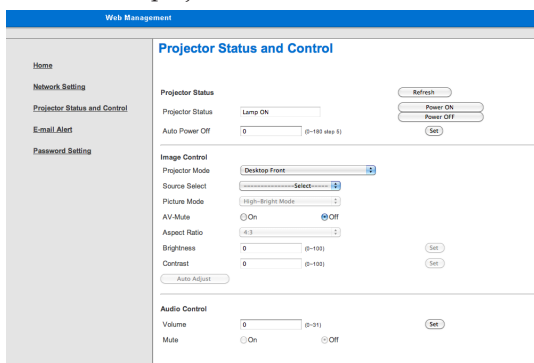 Web Management
Projector Status and Control
Home
Network Setting
Projector Status and Control
E-mail Alert
Password Setting
Projector Status
Refresh
Projector Status Lamp ON Power ON
Power OFF
Auto Power Off 0 (0~180 step 5) Set
Image Control
Projector Mode Desktop Front
Source Select ---------------Select-----
Picture Mode High-Bright Mode
AV-Mute On Off
Aspect Ratio 4:3
Brightness 0 (0~100) Set
Contrast 0 (0~100) Set
Auto Adjust
Audio Control
Volume 0 (0~31) Set
Mute On Off